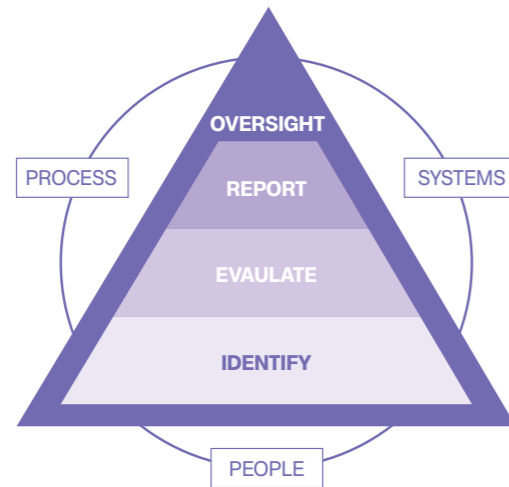 OVERSIGHT
PROCESS
REPORT
SYSTEMS
EVAULATE
IDENTIFY
PEOPLE